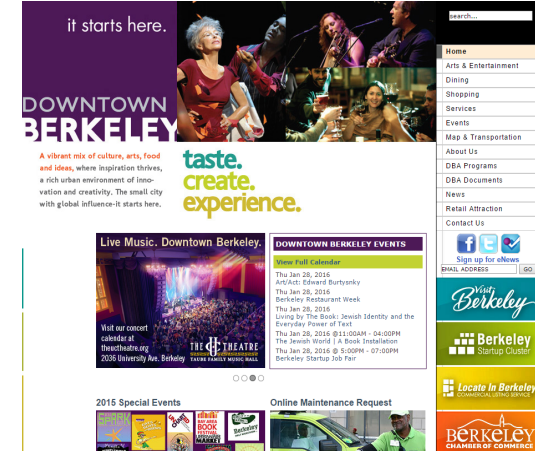 it starts here.
DOWNTOWN
BERKELEY
A vibrant mix of culture, arts, food
and ideas, where inspiration thrives,
a rich urban environment of inno-
vation and creativity. The small city
with global influence-it starts here.
taste.
create.
experience.
Live Music. Downtown Berkeley.
Visit our concert
calendar at
theuctheatre.org
2036 University Ave. Berkeley
THE UC THEATRE
TAUBE FAMILY MUSIC HALL
DOWNTOWN BERKELEY EVENTS
View Full Calendar
Thu Jan 28, 2016
Art/Act: Edward Burtysnky
Thu Jan 28, 2016
Berkeley Restaurant Week
Thu Jan 28, 2016
Living by The Book: Jewish Identity and the
Everyday Power of Text
Thu Jan 28, 2016 @11:00AM - 04:00PM
The Jewish World | A Book Installation
Thu Jan 28, 2016 @ 5:00PM - 07:00PM
Berkeley Startup Job Fair
2015 Special Events
BAY AREA
BOOK
FESTIVAL
Online Maintenance Request
search...
Home
Arts & Entertainment
Dining
Shopping
Services
Events
Map & Transportation
About Us
DBA Programs
DBA Documents
News
Retail Attraction
Contact Us
Sign up for eNews
EMAIL ADDRESS
GO
Visit
Berkeley
Berkeley
Startup Cluster
Locate In Berkeley
COMMERCIAL LISTING SERVICE
BERKELEY
CHAMBER OF COMMERCE